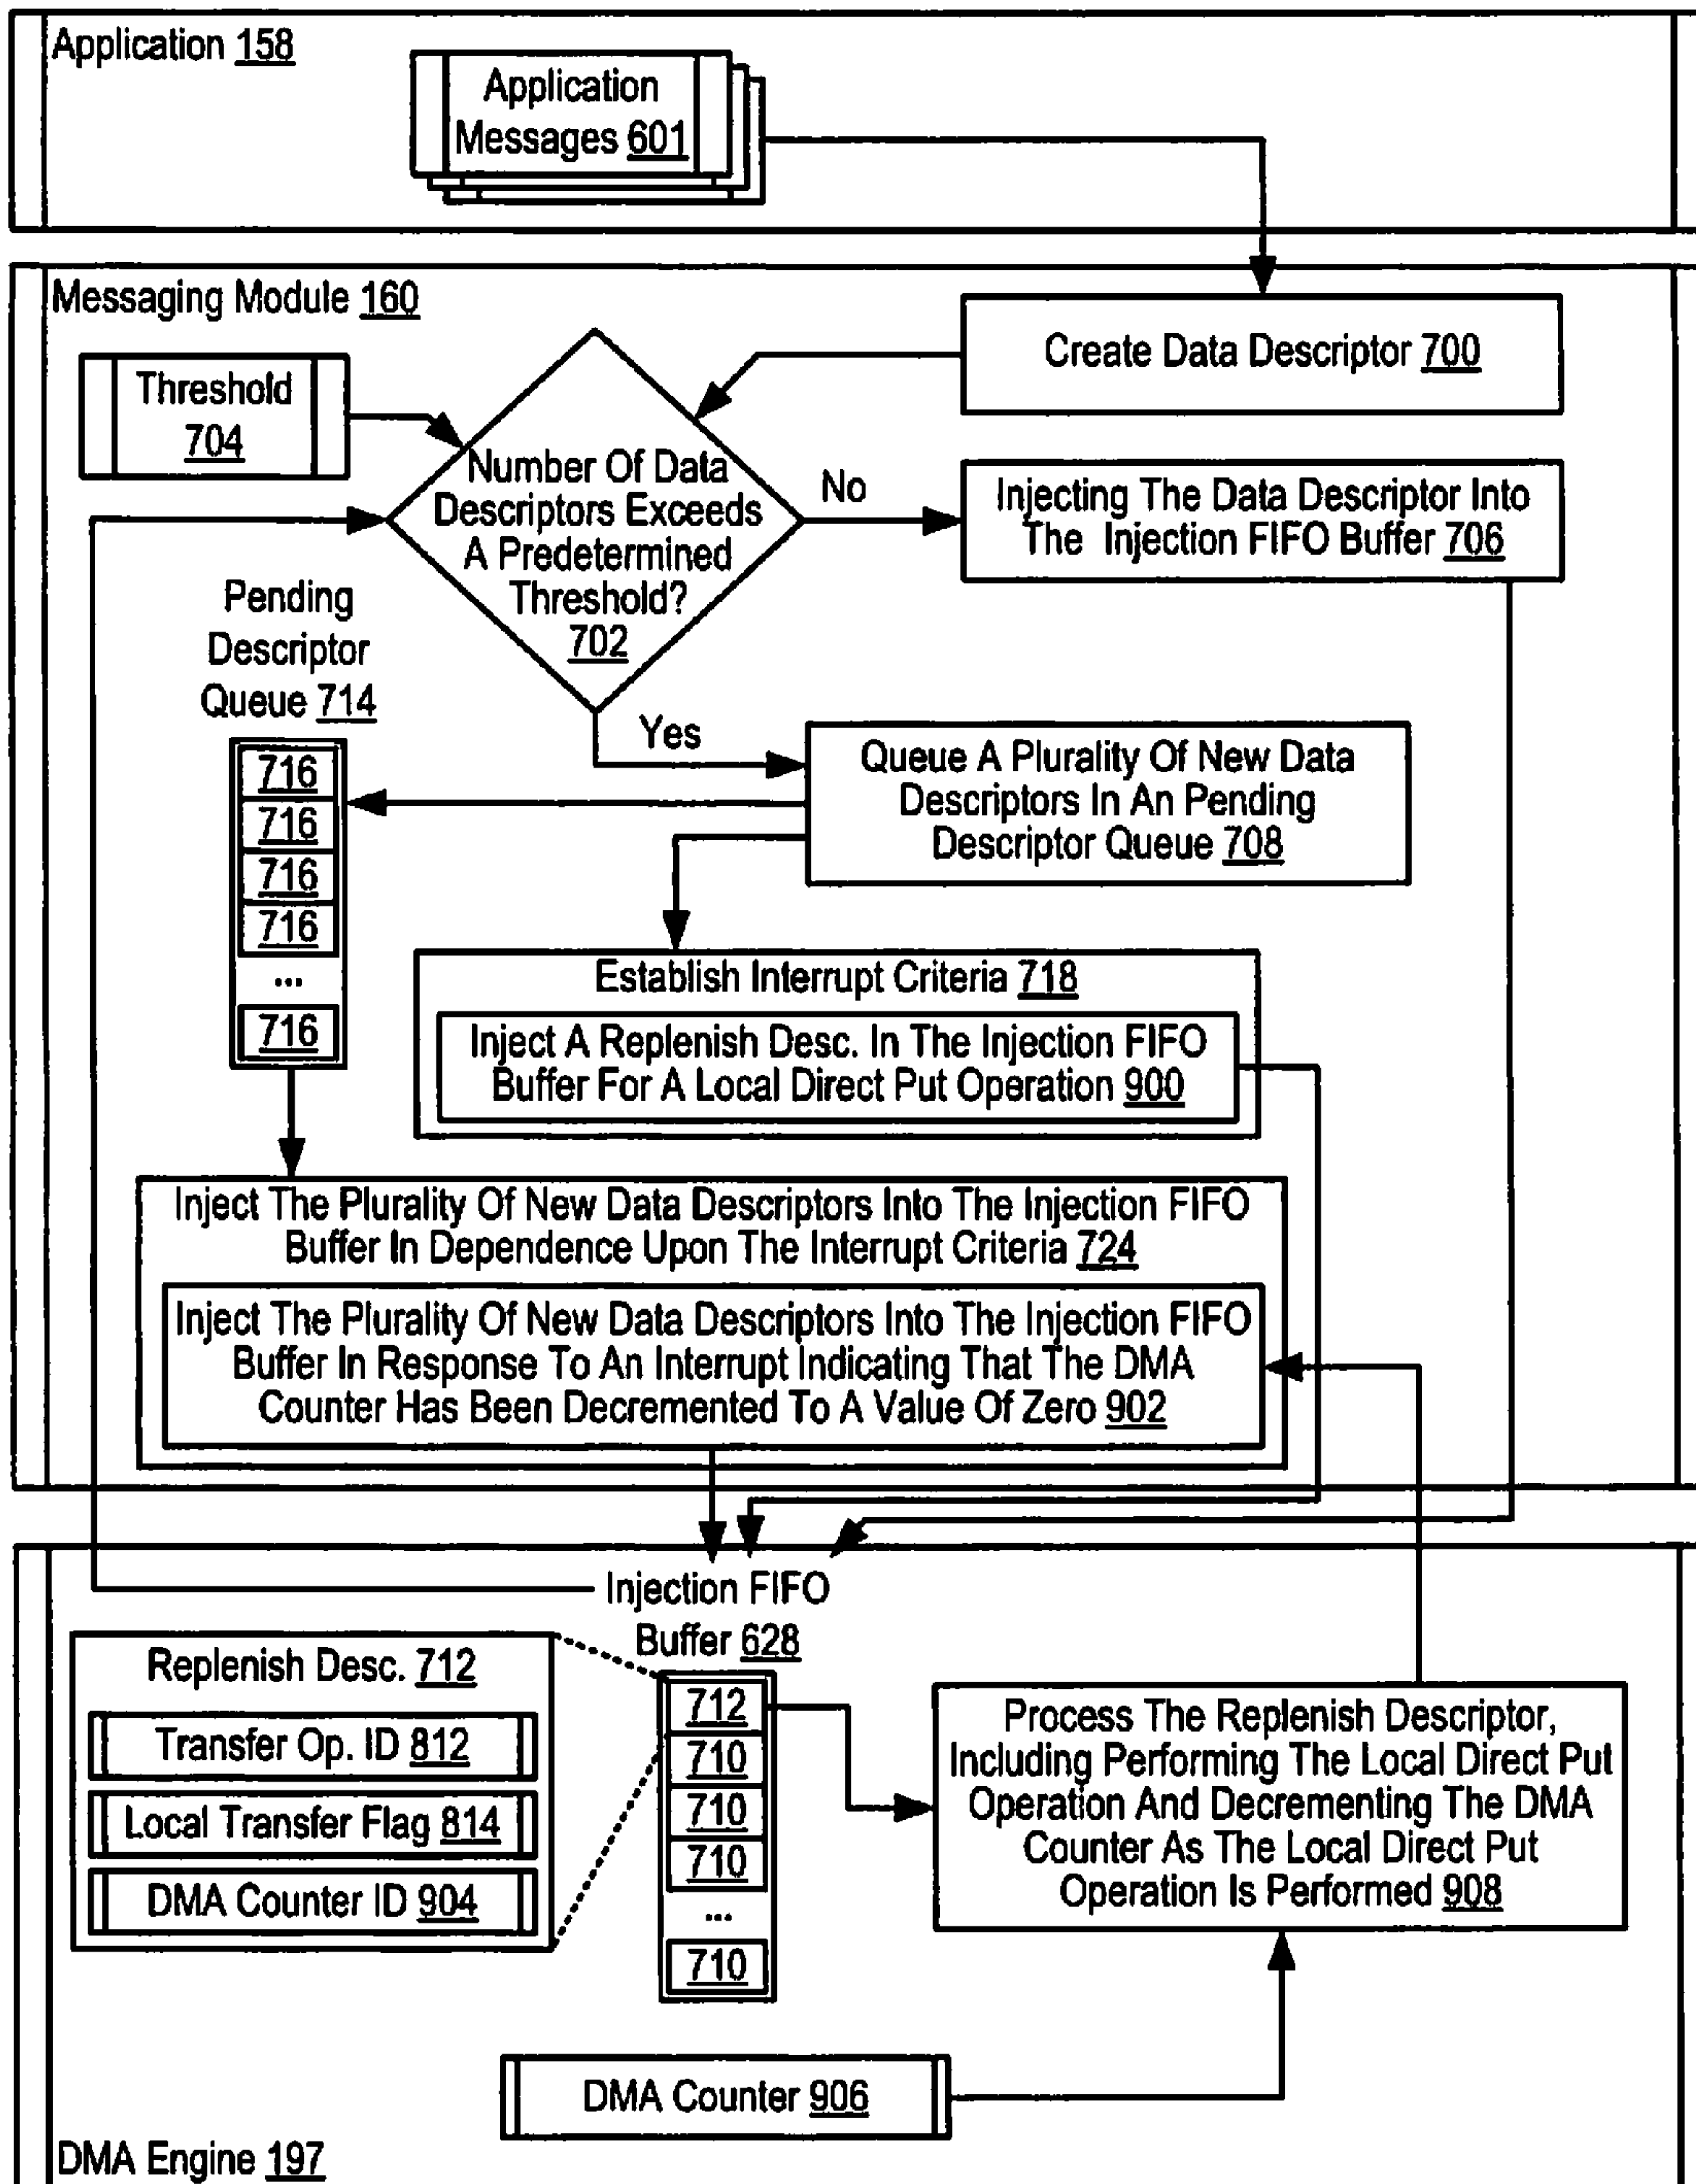 Application 158
Application
Messages 601
Messaging Module 160
Create Data Descriptor 700
Threshold
704
Number Of Data
Descriptors Exceeds
A Predetermined
Threshold?
702
No
Injecting The Data Descriptor Into
The Injection FIFO Buffer 706
Pending
Descriptor
Queue 714
Yes
716
716
716
716
...
716
Queue A Plurality Of New Data
Descriptors In An Pending
Descriptor Queue 708
Establish Interrupt Criteria 718
Inject A Replenish Desc. In The Injection FIFO
Buffer For A Local Direct Put Operation 900
Inject The Plurality Of New Data Descriptors Into The Injection FIFO
Buffer In Dependence Upon The Interrupt Criteria 724
Inject The Plurality Of New Data Descriptors Into The Injection FIFO
Buffer In Response To An Interrupt Indicating That The DMA
Counter Has Been Decremented To A Value Of Zero 902
Injection FIFO
Buffer 628
Replenish Desc. 712
Transfer Op. ID 812
Local Transfer Flag 814
DMA Counter ID 904
712
710
710
710
...
710
Process The Replenish Descriptor,
Including Performing The Local Direct Put
Operation And Decrementing The DMA
Counter As The Local Direct Put
Operation Is Performed 908
DMA Counter 906
DMA Engine 197